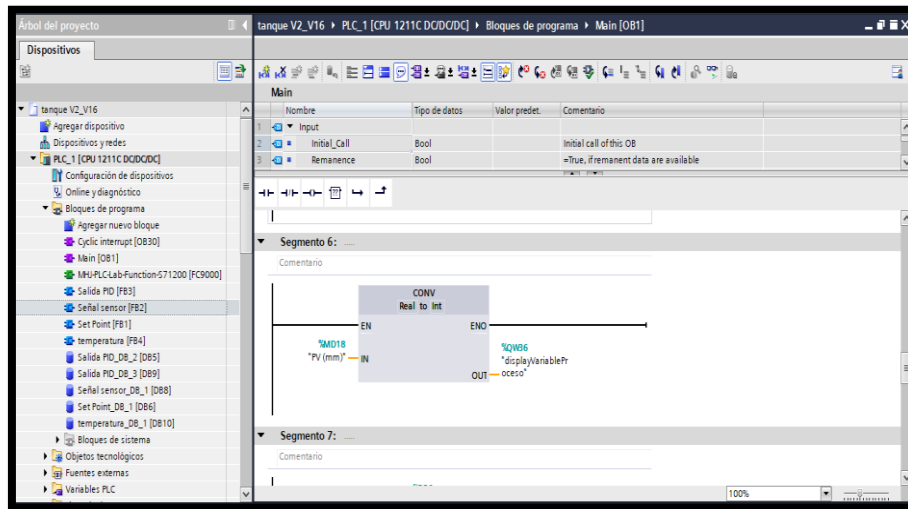 Árbol del proyecto
tanque V2_V16 ▸ PLC_1 [CPU 1211C DC/DC/DC] ▸ Bloques de programa ▸ Main [OB1]
Dispositivos
tanque V2_V16
Agregar dispositivo
Dispositivos y redes
PLC_1 [CPU 1211C DC/DC/DC]
Configuración de dispositivos
Online y diagnóstico
Bloques de programa
Agregar nuevo bloque
Cyclic interrupt [OB30]
Main [OB1]
MHJ-PLC-Lab-Function-S71200 [FC9000]
Salida PID [FB3]
Señal sensor [FB2]
Set Point [FB1]
temperatura [FB4]
Salida PID_DB_2 [DB5]
Salida PID_DB_3 [DB9]
Señal sensor_DB_1 [DB8]
Set Point_DB_1 [DB6]
temperatura_DB_1 [DB10]
Bloques de sistema
Objetos tecnológicos
Fuentes externas
Variables PLC
Main
Nombre Tipo de datos Valor predet. Comentario
1 Input
2 Initial_Call Bool Initial call of this OB
3 Remanence Bool =True, if remanent data are available
Segmento 6: .....
Comentario
CONV
Real to Int
EN ENO
%MD18
"PV (mm)" IN
%QW36
"displayVariablePr
OUT oceso"
Segmento 7: .....
Comentario
100%